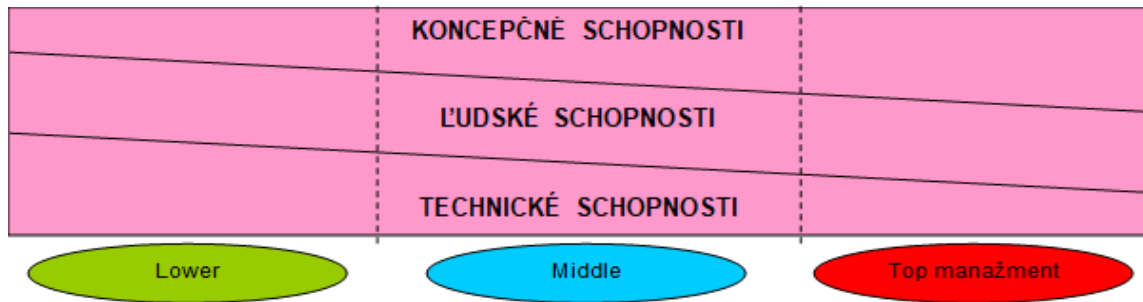 KONCEPČNÉ SCHOPNOSTI
ĽUDSKÉ SCHOPNOSTI
TECHNICKÉ SCHOPNOSTI
Lower
Middle
Top manažment